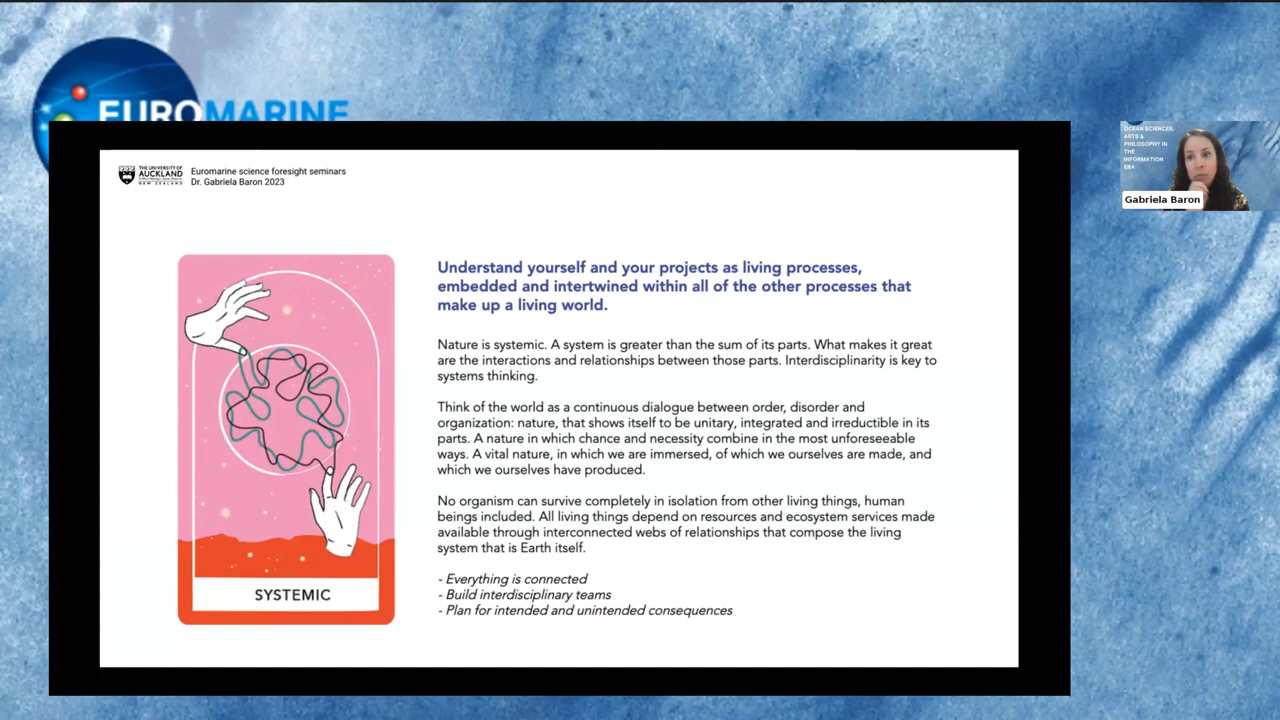 EUROMARINE
THE UNIVERSITY OF
AUCKLAND
NEW ZEALAND
Euromarine science foresight seminars
Dr. Gabriela Baron 2023
OCEAN SCIENCES,
ARTS &
PHILOSOPHY IN
THE
INFORMATION
ERA
Gabriela Baron
Understand yourself and your projects as living processes,
embedded and intertwined within all of the other processes that
make up a living world.
Nature is systemic. A system is greater than the sum of its parts. What makes it great
are the interactions and relationships between those parts. Interdisciplinarity is key to
systems thinking.
Think of the world as a continuous dialogue between order, disorder and
organization: nature, that shows itself to be unitary, integrated and irreductible in its
parts. A nature in which chance and necessity combine in the most unforeseeable
ways. A vital nature, in which we are immersed, of which we ourselves are made, and
which we ourselves have produced.
No organism can survive completely in isolation from other living things, human
beings included. All living things depend on resources and ecosystem services made
available through interconnected webs of relationships that compose the living
system that is Earth itself.
- Everything is connected
- Build interdisciplinary teams
- Plan for intended and unintended consequences
SYSTEMIC